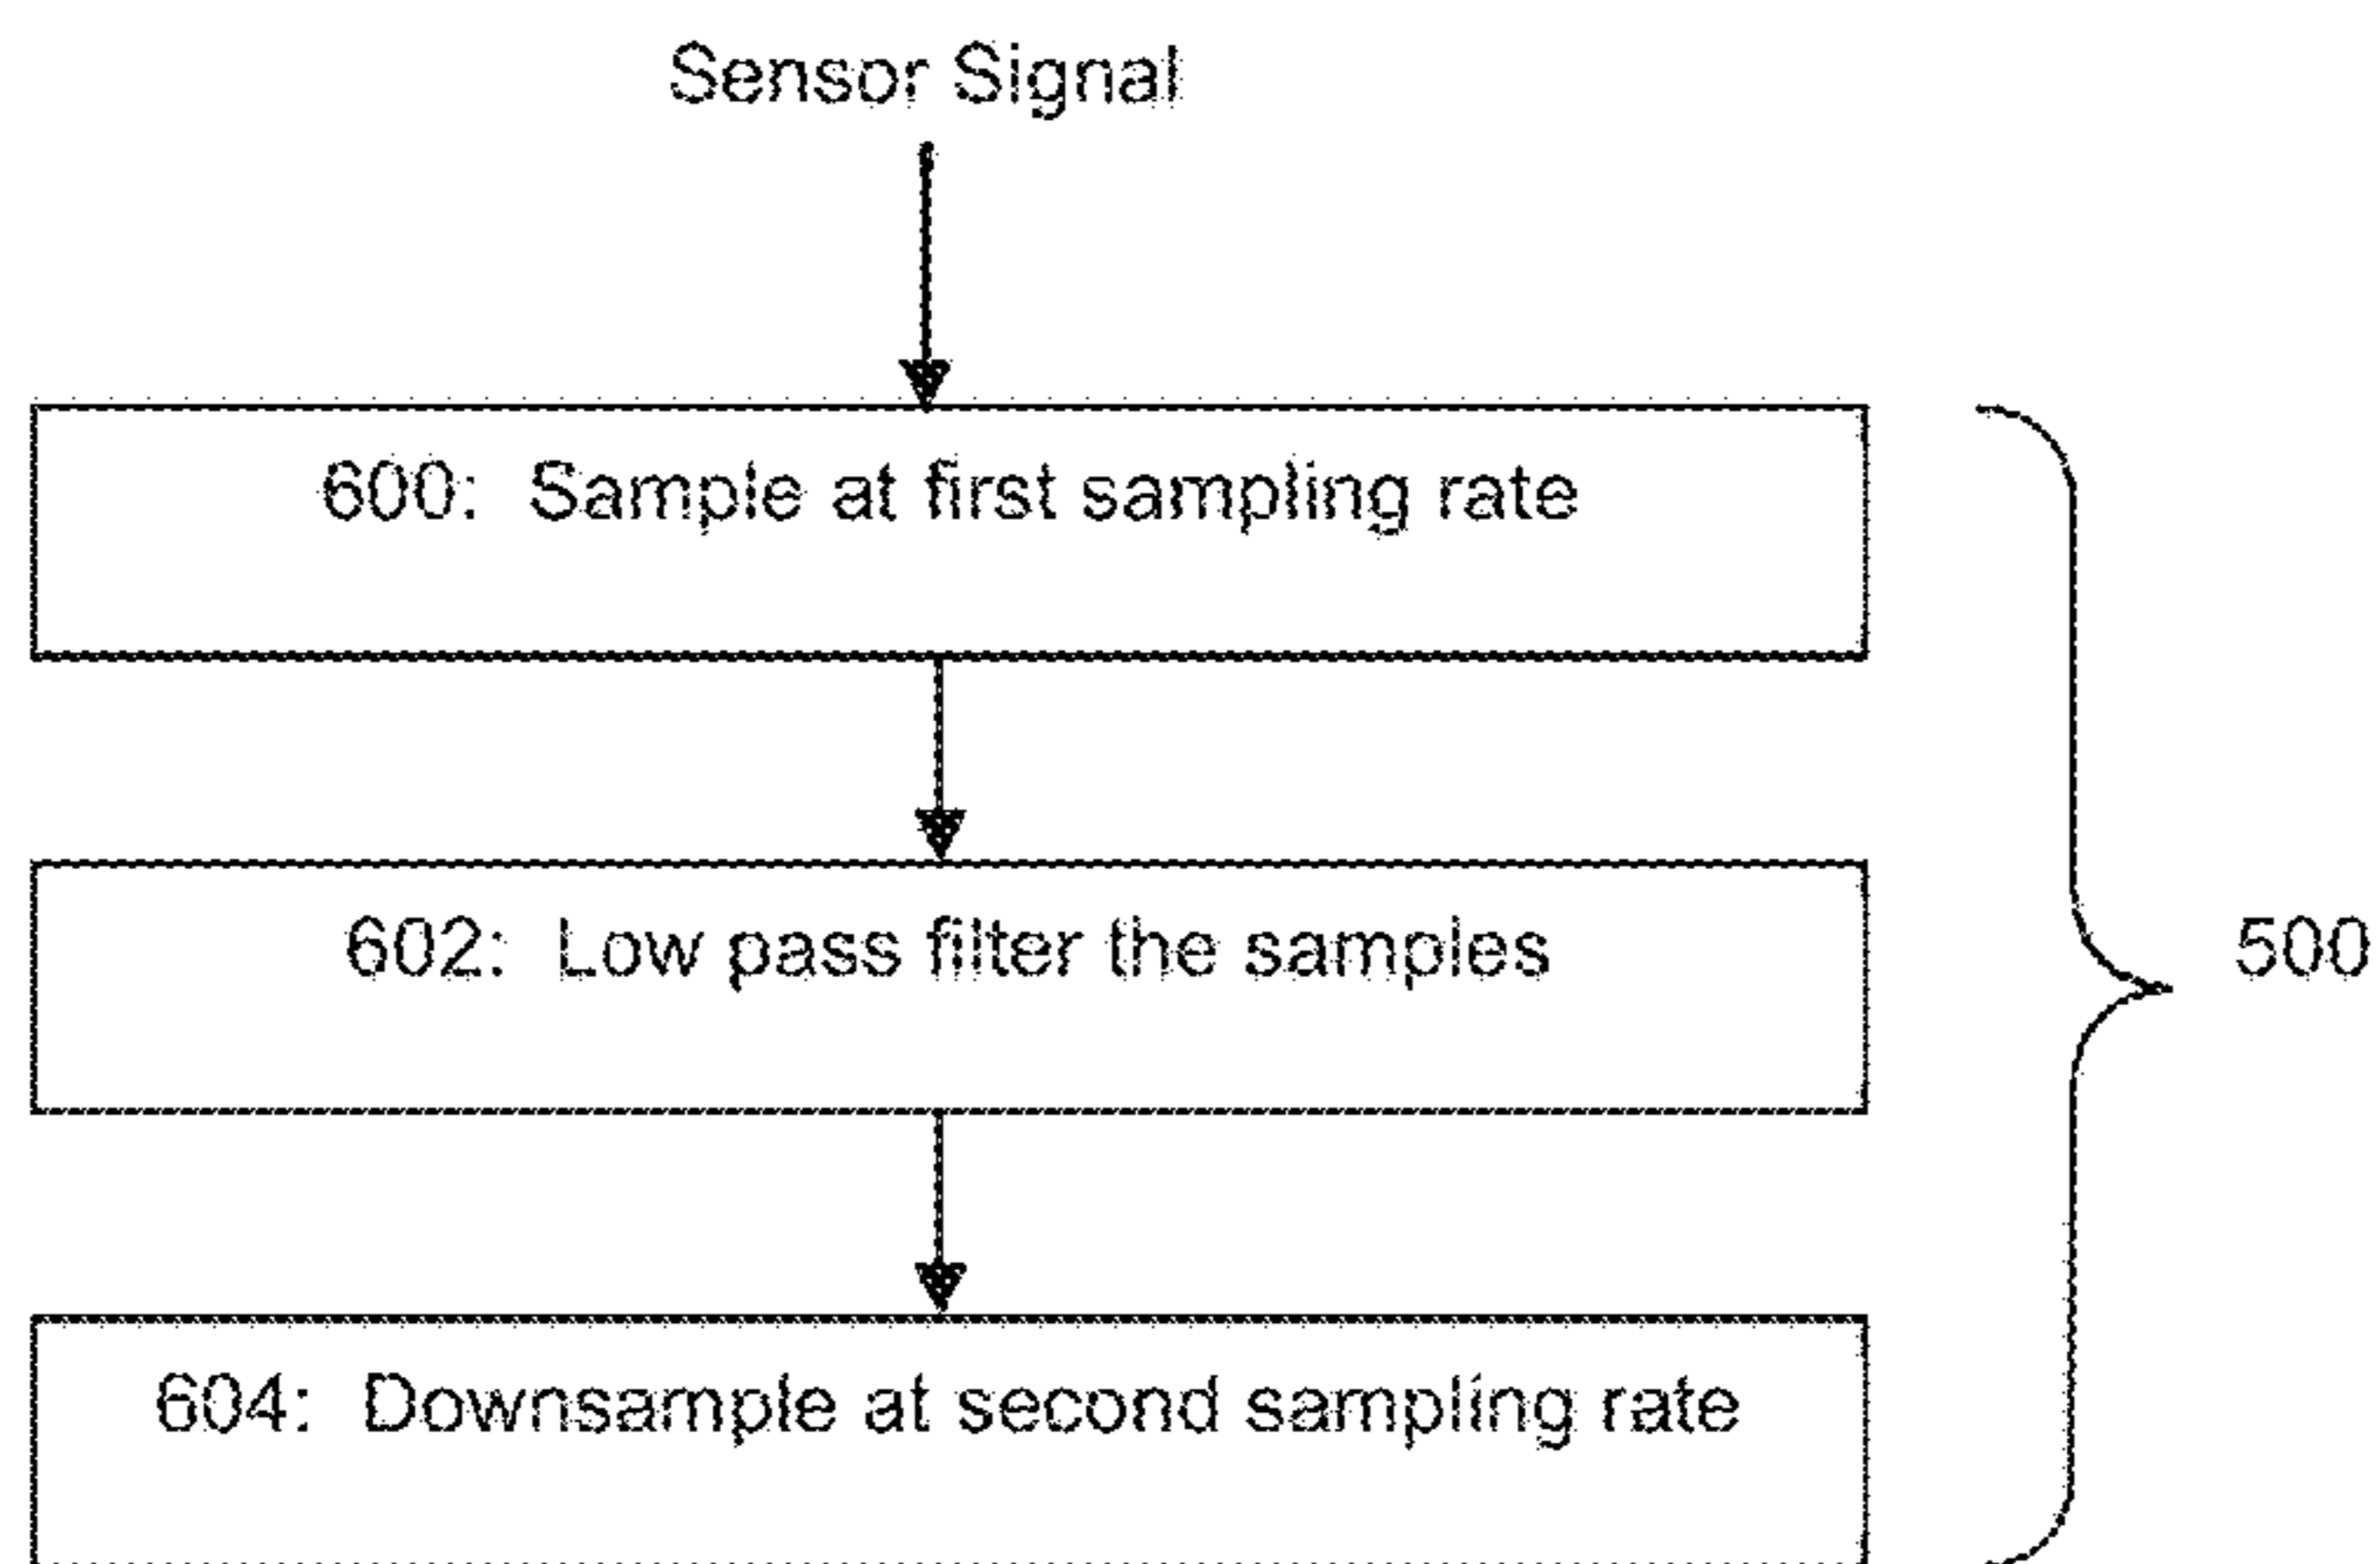 Sensor Signal
600: Sample at first sampling rate
602: Low pass filter the samples
500
604: Downsample at second sampling rate